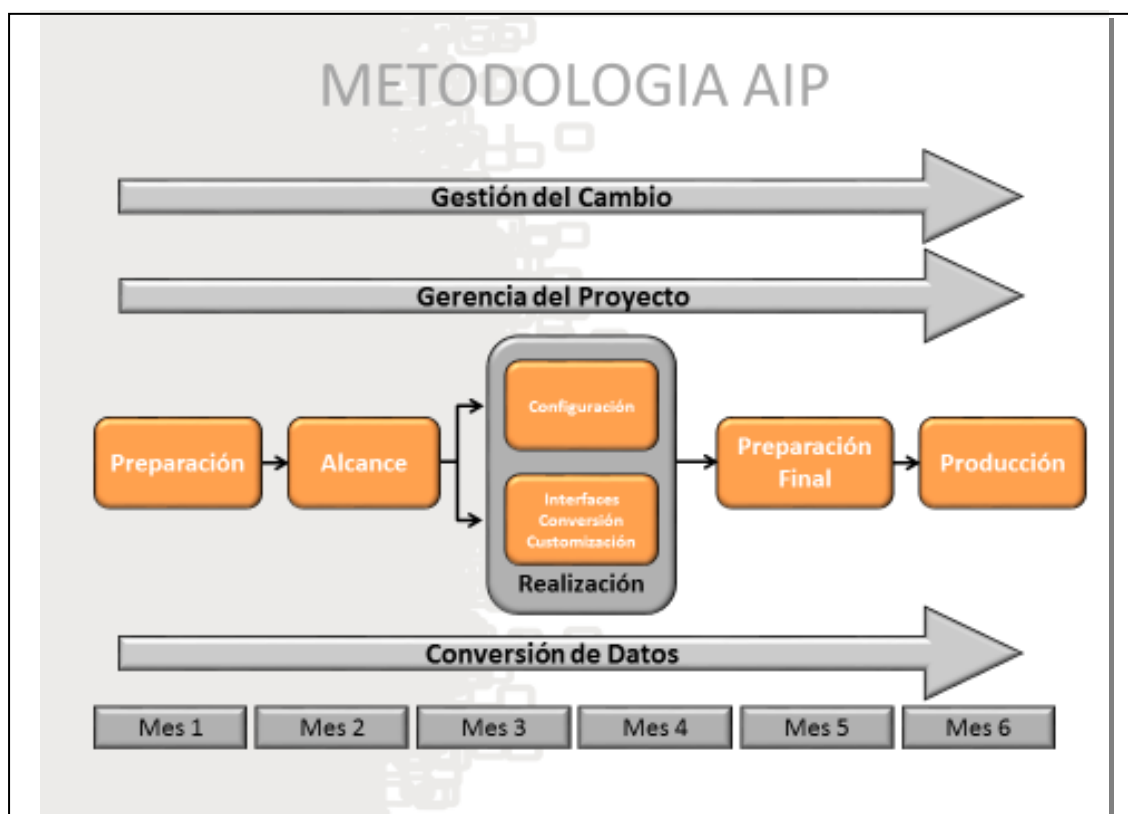 METODOLOGIA AIP
Gestión del Cambio
Gerencia del Proyecto
Preparación
Alcance
Configuración
Interfaces
Conversión
Customización
Realización
Preparación
Final
Producción
Conversión de Datos
Mes 1
Mes 2
Mes 3
Mes 4
Mes 5
Mes 6